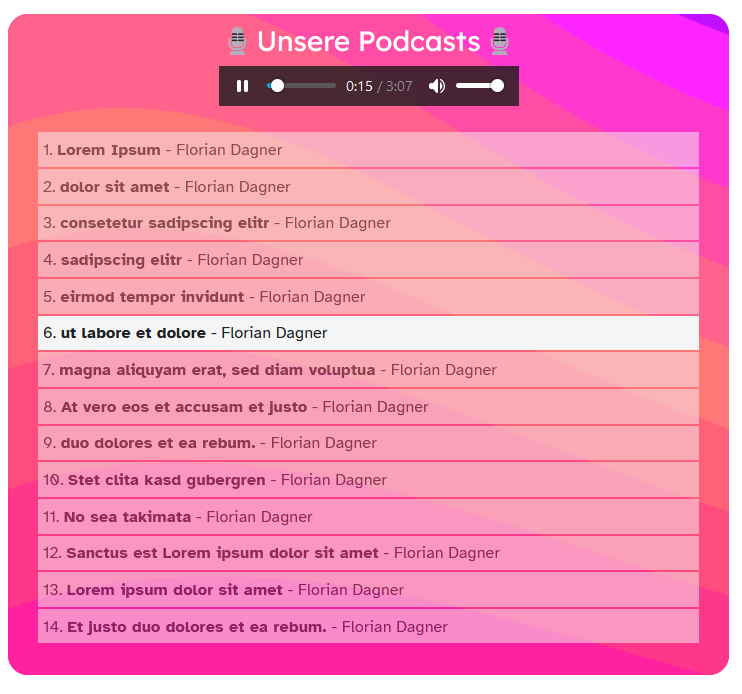 🎙️ Unsere Podcasts 🎙️
0:15 / 3:07
1. Lorem Ipsum - Florian Dagner
2. dolor sit amet - Florian Dagner
3. consetetur sadipscing elitr - Florian Dagner
4. sadipscing elitr - Florian Dagner
5. eirmod tempor invidunt - Florian Dagner
6. ut labore et dolore - Florian Dagner
7. magna aliquyam erat, sed diam voluptua - Florian Dagner
8. At vero eos et accusam et justo - Florian Dagner
9. duo dolores et ea rebum. - Florian Dagner
10. Stet clita kasd gubergren - Florian Dagner
11. No sea takimata - Florian Dagner
12. Sanctus est Lorem ipsum dolor sit amet - Florian Dagner
13. Lorem ipsum dolor sit amet - Florian Dagner
14. Et justo duo dolores et ea rebum. - Florian Dagner